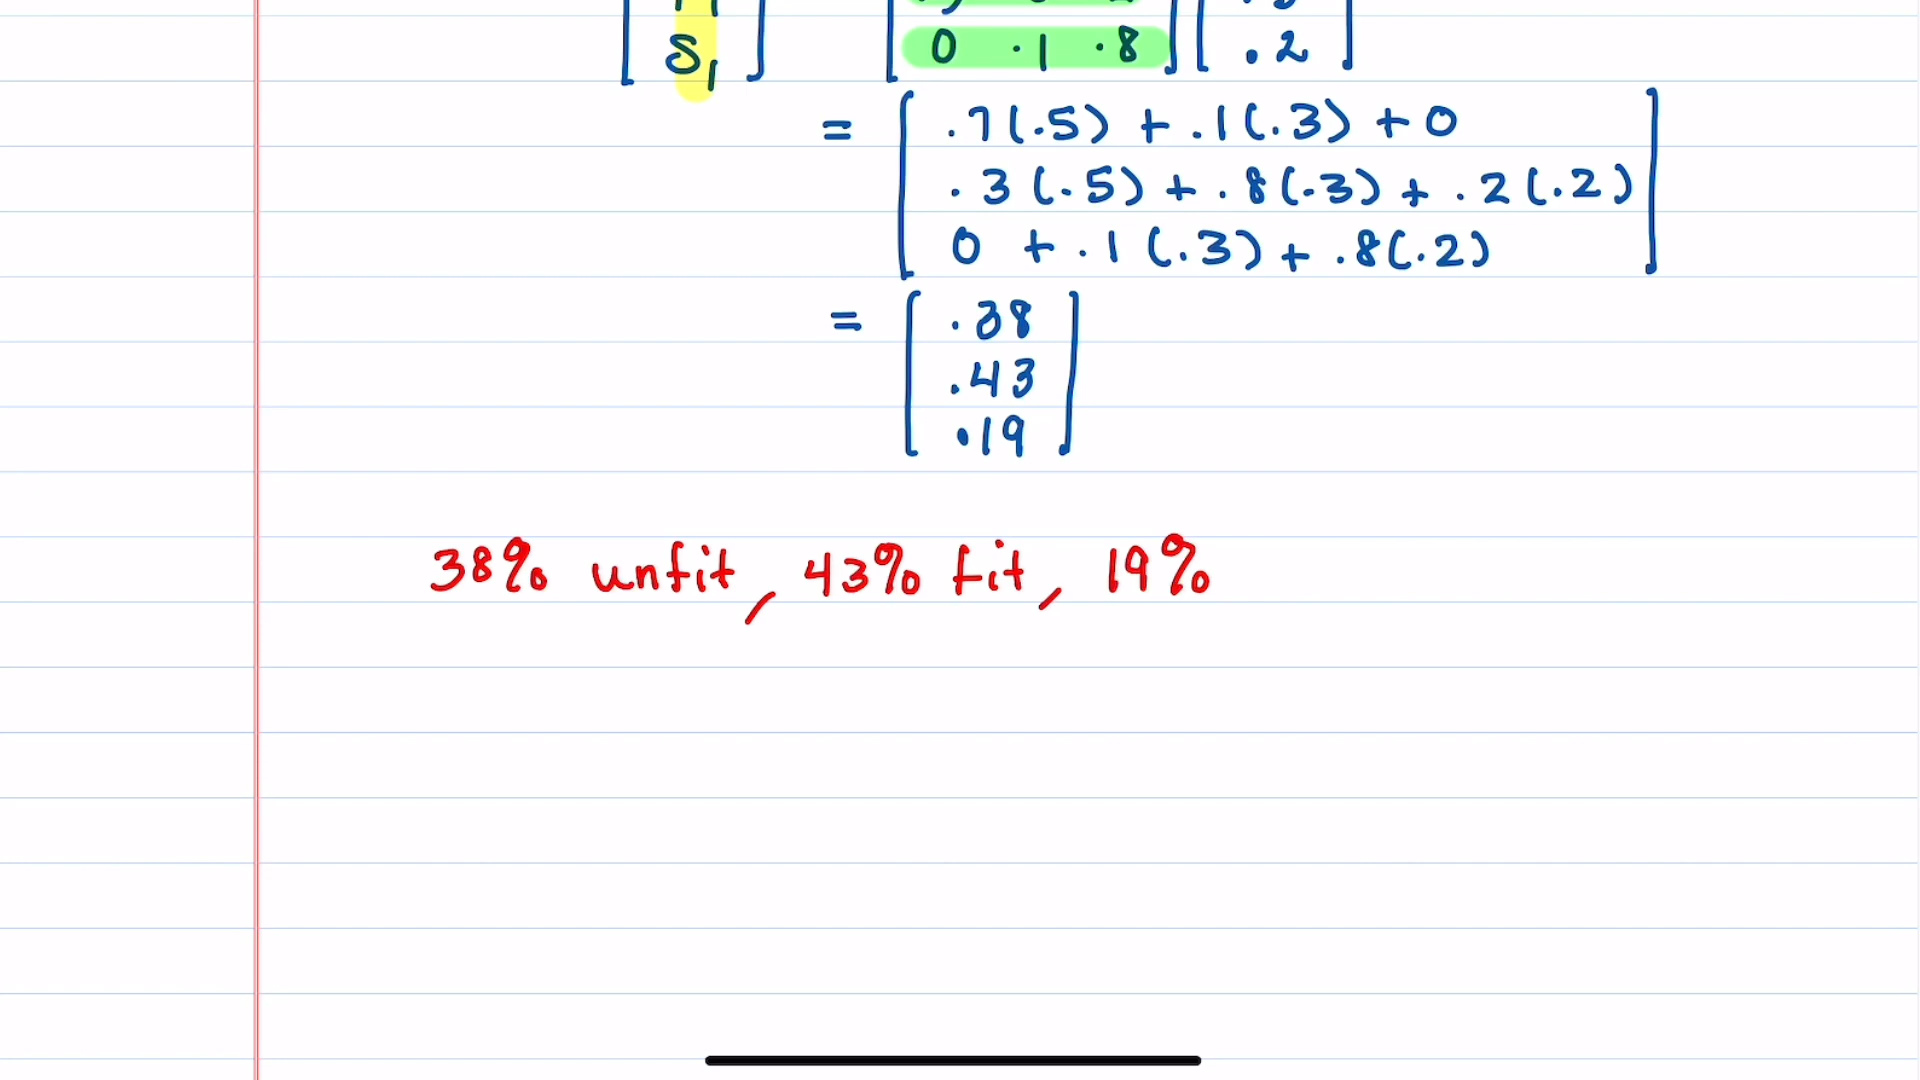 S₁ 0 .1 .8 .2
= .7(.5) + .1(.3) + 0
.3(.5) + .8(.3) + .2(.2)
0 + .1(.3) + .8(.2)
= .38
.43
.19
38% unfit, 43% fit, 19%